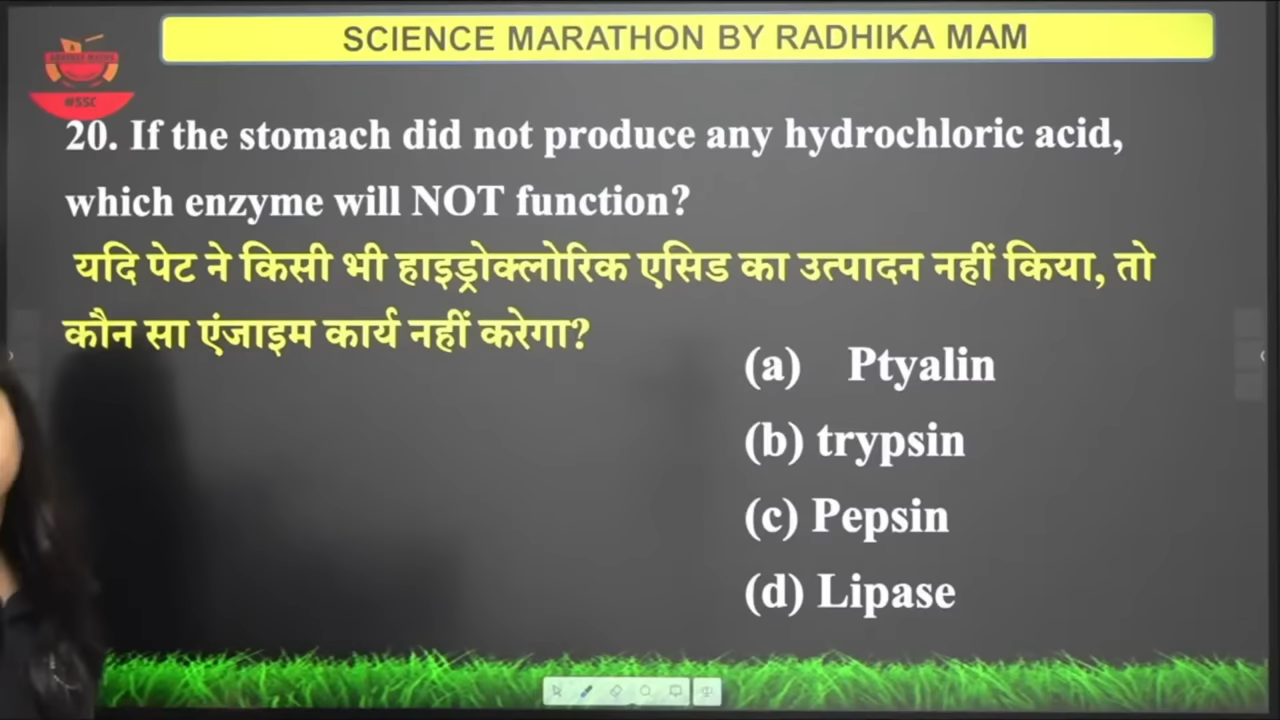 SCIENCE MARATHON BY RADHIKA MAM
#SSC
20. If the stomach did not produce any hydrochloric acid,
which enzyme will NOT function?
यदि पेट ने किसी भी हाइड्रोक्लोरिक एसिड का उत्पादन नहीं किया, तो
कौन सा एंजाइम कार्य नहीं करेगा?
(a) Ptyalin
(b) trypsin
(c) Pepsin
(d) Lipase